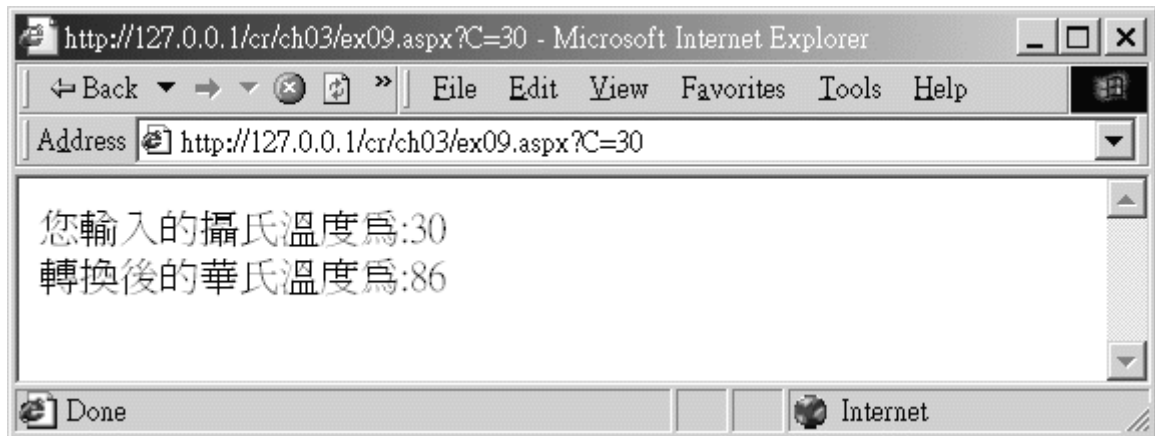 http://127.0.0.1/cr/ch03/ex09.aspx?C=30 - Microsoft Internet Explorer
Back » File Edit View Favorites Tools Help
Address http://127.0.0.1/cr/ch03/ex09.aspx?C=30
您輸入的攝氏溫度為:30
轉換後的華氏溫度為:86
Done Internet